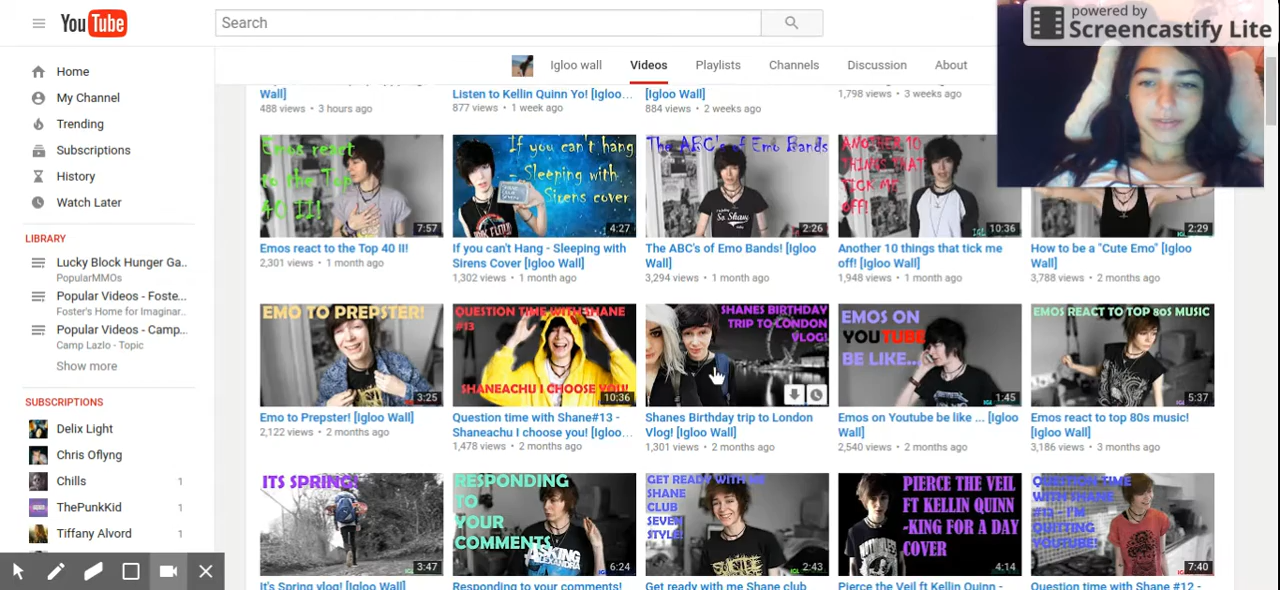 YouTube
Search
powered by
Screencastify Lite
Igloo wall
Videos
Playlists
Channels
Discussion
About
Home
My Channel
Trending
Subscriptions
History
Watch Later
LIBRARY
Lucky Block Hunger Ga..
PopularMMOs
Popular Videos - Foste...
Foster's Home for Imaginar..
Popular Videos - Camp...
Camp Lazlo - Topic
Show more
SUBSCRIPTIONS
Delix Light
Chris Oflyng
Chills 1
ThePunkKid 1
Tiffany Alvord 1
Wall]
488 views • 3 hours ago
Listen to Kellin Quinn Yo! [Igloo...
877 views • 1 week ago
[Igloo Wall]
884 views • 2 weeks ago
1,798 views • 3 weeks ago
Emos react
to the Top
40 II!
7:57
Emos react to the Top 40 II!
2,301 views • 1 month ago
If you can't hang
- Sleeping with
Sirens cover
4:27
If you can't Hang - Sleeping with
Sirens Cover [Igloo Wall]
1,302 views • 1 month ago
The ABC's of Emo Bands
2:26
The ABC's of Emo Bands! [Igloo
Wall]
3,294 views • 1 month ago
ANOTHER 10
THINGS THAT
TICK ME
OFF!
10:36
Another 10 things that tick me
off! [Igloo Wall]
1,948 views • 1 month ago
2:29
How to be a "Cute Emo" [Igloo
Wall]
3,788 views • 2 months ago
EMO TO PREPSTER!
3:25
Emo to Prepster! [Igloo Wall]
2,122 views • 2 months ago
QUESTION TIME WITH SHANE
#13
SHANEACHU I CHOOSE YOU!
10:36
Question time with Shane#13 -
Shaneachu I choose you! [Igloo...
1,478 views • 2 months ago
SHANES BIRTHDAY
TRIP TO LONDON
VLOG!
Shanes Birthday trip to London
Vlog! [Igloo Wall]
1,301 views • 2 months ago
EMOS ON
YOUTUBE
BE LIKE...
1:45
Emos on Youtube be like ... [Igloo
Wall]
2,540 views • 2 months ago
EMOS REACT TO TOP 80S MUSIC
5:37
Emos react to top 80s music!
[Igloo Wall]
3,186 views • 3 months ago
ITS SPRING!
3:47
It's Spring vlog! [Igloo Wall]
RESPONDING
TO
YOUR
COMMENTS
ASKING
ALEXANDRIA
6:24
Responding to your comments!
GET READY WITH ME
SHANE
CLUB
SEVEN
STYLE!
2:43
Get ready with me Shane club
PIERCE THE VEIL
FT KELLIN QUINN
-KING FOR A DAY
COVER
4:14
Pierce the Veil ft Kellin Quinn -
QUESTION TIME
WITH SHANE
#12 - I'M
QUITTING
YOUTUBE!
7:40
Question time with Shane #12 -